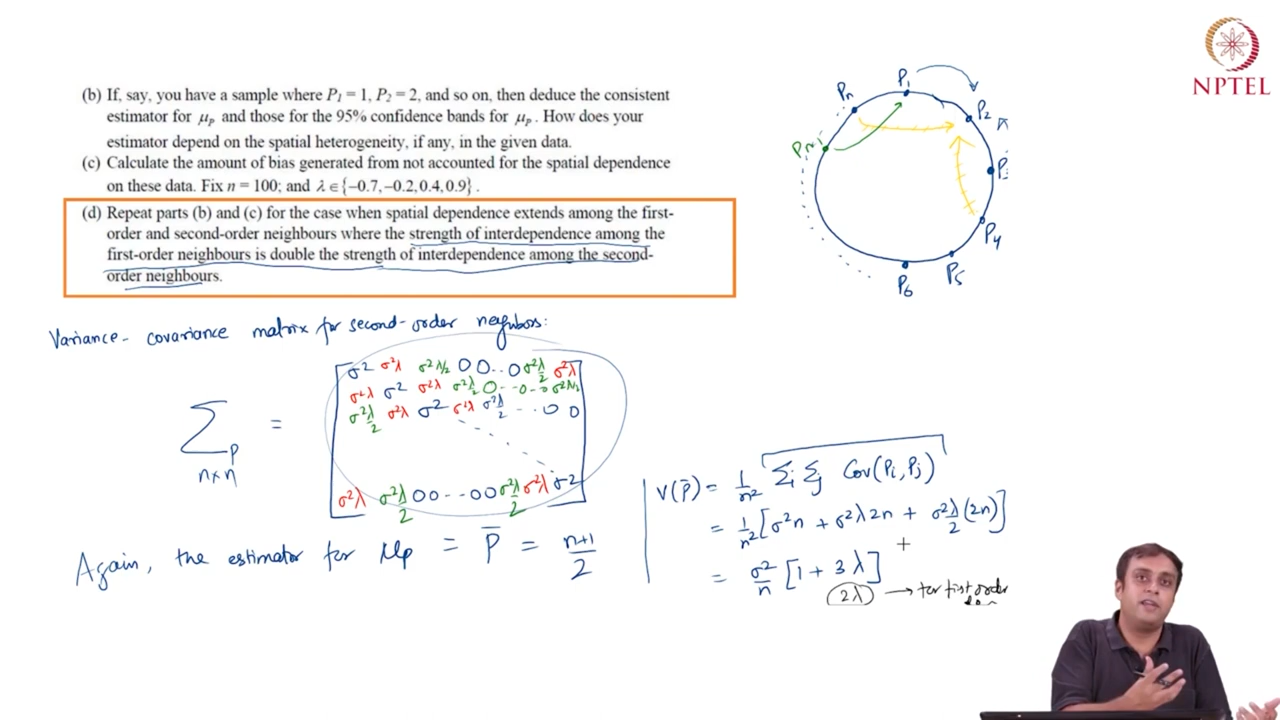 NPTEL
(b) If, say, you have a sample where P₁ = 1, P₂ = 2, and so on, then deduce the consistent
estimator for μₚ and those for the 95% confidence bands for μₚ. How does your
estimator depend on the spatial heterogeneity, if any, in the given data.
(c) Calculate the amount of bias generated from not accounted for the spatial dependence
on these data. Fix n = 100; and λ ∈ {−0.7, −0.2, 0.4, 0.9}.
(d) Repeat parts (b) and (c) for the case when spatial dependence extends among the first-
order and second-order neighbours where the strength of interdependence among the
first-order neighbours is double the strength of interdependence among the second-
order neighbours.
P₁
P₂
P₄
P₅
P₆
Pₙ₋₁
Pₙ
Variance - covariance matrix for second-order neighbors:
σ² σ²λ σ²λ/2 0 0 . . 0 σ²λ/2 σ²λ
σ²λ σ² σ²λ σ²λ/2 0 - - 0 - - 0 σ²λ/2
σ²λ/2 σ²λ σ² σ²λ σ²λ/2 - . . 0 0
Σₚ =
n×n
σ²λ σ²λ/2 0 0 - - - 0 0 σ²λ/2 σ²λ σ²
Again, the estimator for μₚ = P̄ = n+1/2
V(P̄) = 1/n² Σᵢ Σⱼ Cov(Pᵢ, Pⱼ)
= 1/n² [σ²n + σ²λ2n + σ²λ/2 (2n)]
= σ²/n [1 + 3λ]
2λ → for first order